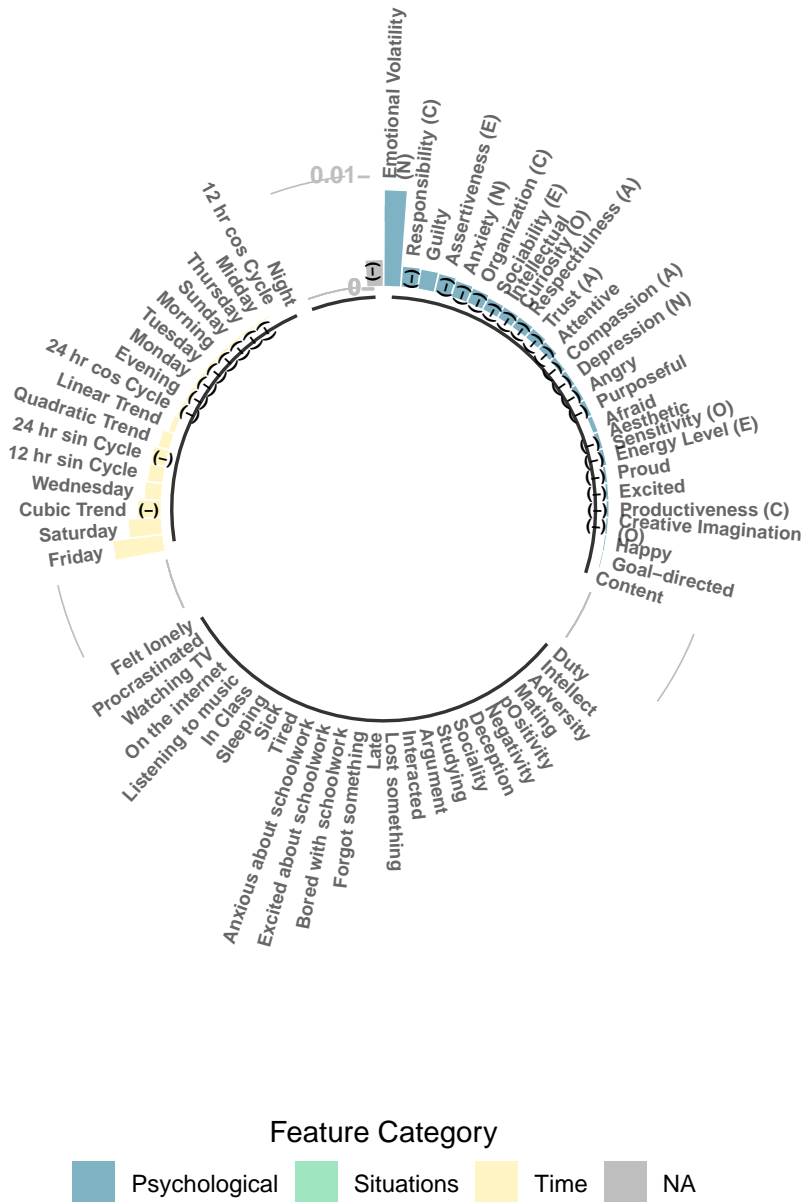 Emotional Volatility
(N)
Responsibility (C)
Guilty
Assertiveness (E)
Anxiety (N)
Organization (C)
Sociability (E)
Intellectual
Curiosity (O)
Respectfulness (A)
Trust (A)
Attentive
Compassion (A)
Depression (N)
Angry
Purposeful
Afraid
Aesthetic
Sensitivity (O)
Energy Level (E)
Proud
Excited
Productiveness (C)
Creative Imagination
(O)
Happy
Goal−directed
Content
Duty
Intellect
Adversity
Mating
pOsitivity
Negativity
Deception
Sociality
Studying
Argument
Interacted
Lost something
Late
Forgot something
Bored with schoolwork
Excited about schoolwork
Anxious about schoolwork
Tired
Sick
Sleeping
In Class
Listening to music
On the internet
Watching TV
Procrastinated
Felt lonely
Friday
Saturday
Cubic Trend
(−)
Wednesday
12 hr sin Cycle
24 hr sin Cycle
(−)
Quadratic Trend
Linear Trend
24 hr cos Cycle
Evening
Monday
Tuesday
Morning
Sunday
Thursday
Midday
12 hr cos Cycle
Night
0.01−
0−
(−)
Feature Category
Psychological
Situations
Time
NA